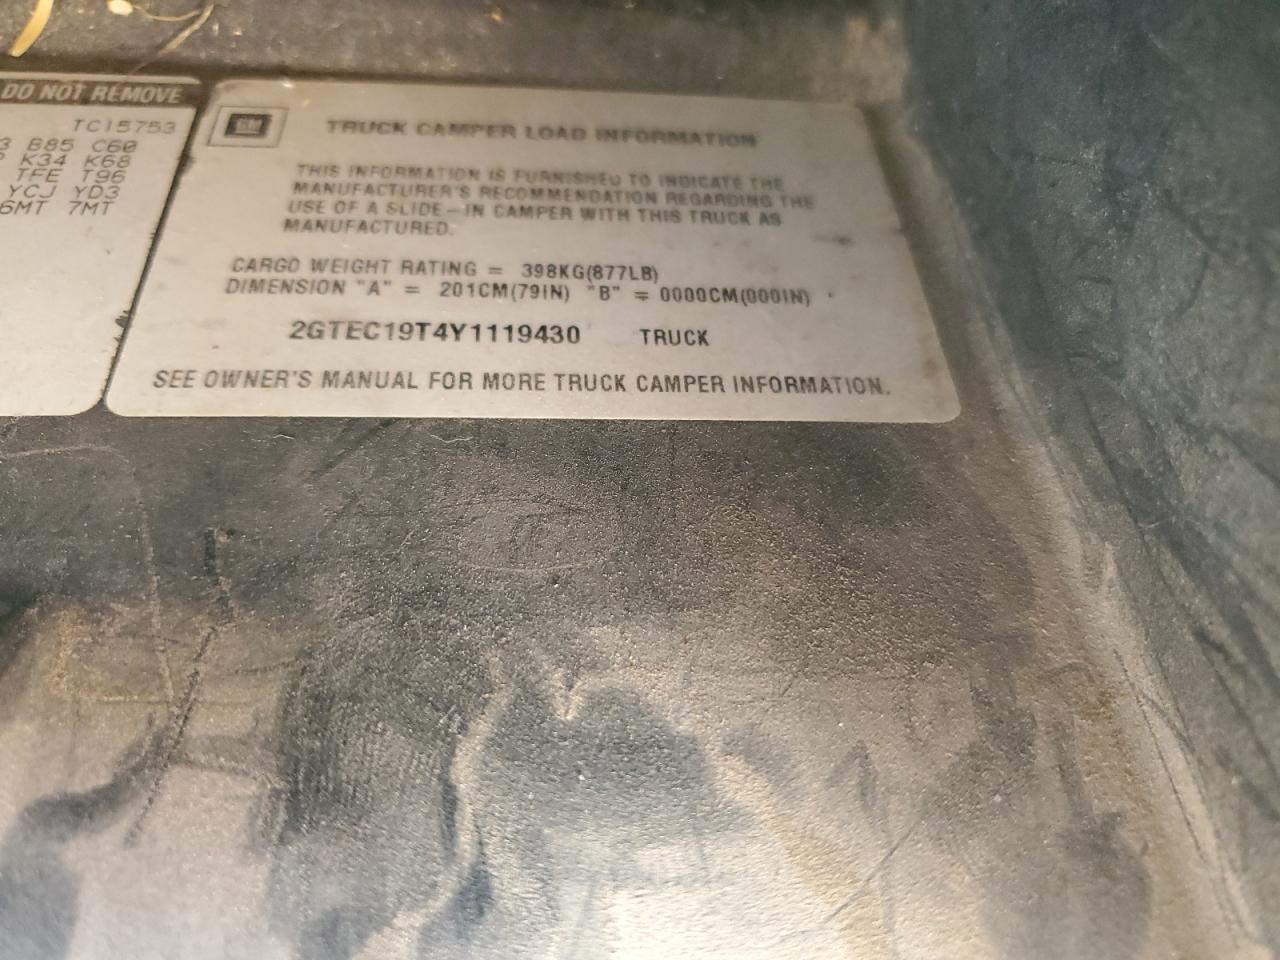 DO NOT REMOVE
TC15753
3 B85 C60
P K34 K68
TFE T96
YCJ YD3
6MT 7MT
GM
TRUCK CAMPER LOAD INFORMATION
THIS INFORMATION IS FURNISHED TO INDICATE THE
MANUFACTURER'S RECOMMENDATION REGARDING THE
USE OF A SLIDE-IN CAMPER WITH THIS TRUCK AS
MANUFACTURED.
CARGO WEIGHT RATING = 398KG(877LB)
DIMENSION "A" = 201CM(79IN) "B" = 0000CM(000IN)
2GTEC19T4Y1119430 TRUCK
SEE OWNER'S MANUAL FOR MORE TRUCK CAMPER INFORMATION.